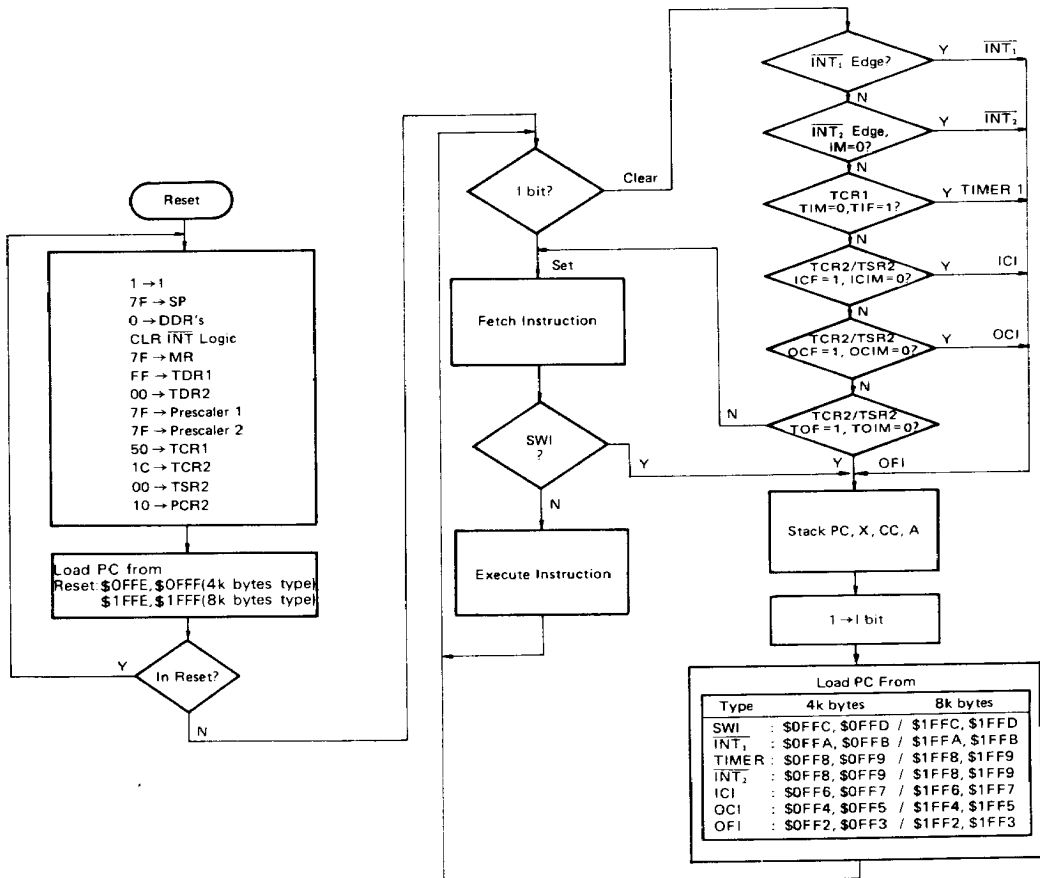 Reset
1 → I
7F → SP
0 → DDR's
CLR INT Logic
7F → MR
FF → TDR1
00 → TDR2
7F → Prescaler 1
7F → Prescaler 2
50 → TCR1
1C → TCR2
00 → TSR2
10 → PCR2
Load PC from
Reset: $0FFE, $0FFF(4k bytes type)
$1FFE, $1FFF(8k bytes type)
In Reset?
Y
N
I bit?
Clear
Set
Fetch Instruction
SWI
?
Y
N
Execute Instruction
INT₁ Edge?
Y
INT₁
N
INT₂ Edge,
IM=0?
Y
INT₂
N
TCR1
TIM=0,TIF=1?
Y
TIMER 1
N
TCR2/TSR2
ICF=1, ICIM=0?
Y
ICI
N
TCR2/TSR2
OCF=1, OCIM=0?
Y
OCI
N
TCR2/TSR2
TOF=1, TOIM=0?
N
Y
OFI
Stack PC, X, CC, A
1 → I bit
Load PC From
Type 4k bytes 8k bytes
SWI : $0FFC, $0FFD / $1FFC, $1FFD
INT₁ : $0FFA, $0FFB / $1FFA, $1FFB
TIMER : $0FF8, $0FF9 / $1FF8, $1FF9
INT₂ : $0FF8, $0FF9 / $1FF8, $1FF9
ICI : $0FF6, $0FF7 / $1FF6, $1FF7
OCI : $0FF4, $0FF5 / $1FF4, $1FF5
OFI : $0FF2, $0FF3 / $1FF2, $1FF3